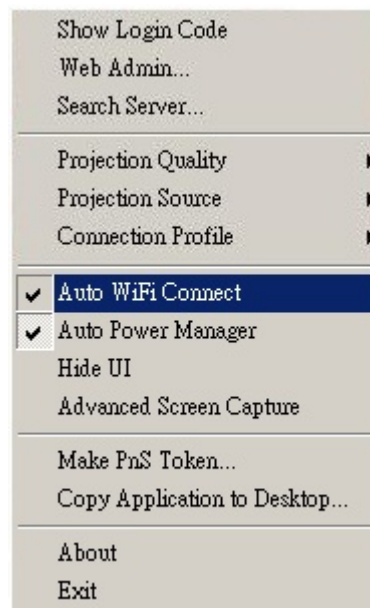 Show Login Code
Web Admin...
Search Server...
Projection Quality
Projection Source
Connection Profile
Auto WiFi Connect
Auto Power Manager
Hide UI
Advanced Screen Capture
Make PnS Token...
Copy Application to Desktop...
About
Exit